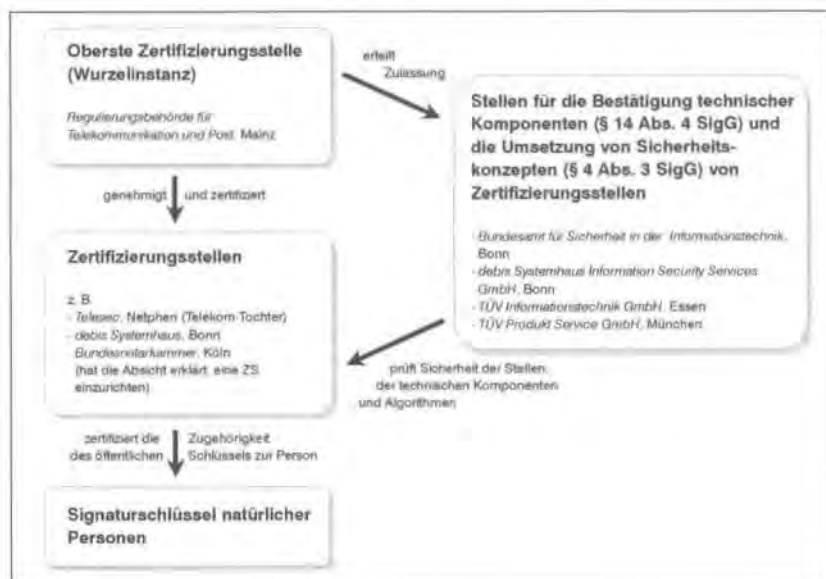 Oberste Zertifizierungsstelle
(Wurzelinstanz)
Regulierungsbehörde für
Telekommunikation und Post, Mainz
erteilt
Zulassung
Stellen für die Bestätigung technischer
Komponenten (§ 14 Abs. 4 SigG) und
die Umsetzung von Sicherheits-
konzepten (§ 4 Abs. 3 SigG) von
Zertifizierungsstellen
- Bundesamt für Sicherheit in der Informationstechnik,
Bonn
- debis Systemhaus Information Security Services
GmbH, Bonn
- TÜV Informationstechnik GmbH, Essen
- TÜV Produkt Service GmbH, München
genehmigt und zertifiziert
Zertifizierungsstellen
z. B.
- Telesec, Netphen (Telekom-Tochter)
- debis Systemhaus, Bonn
Bundesnotarkammer, Köln
(hat die Absicht erklärt, eine ZS
einzurichten)
prüft Sicherheit der Stellen,
der technischen Komponenten
und Algorithmen
zertifiziert die Zugehörigkeit
des öffentlichen Schlüssels zur Person
Signaturschlüssel natürlicher
Personen